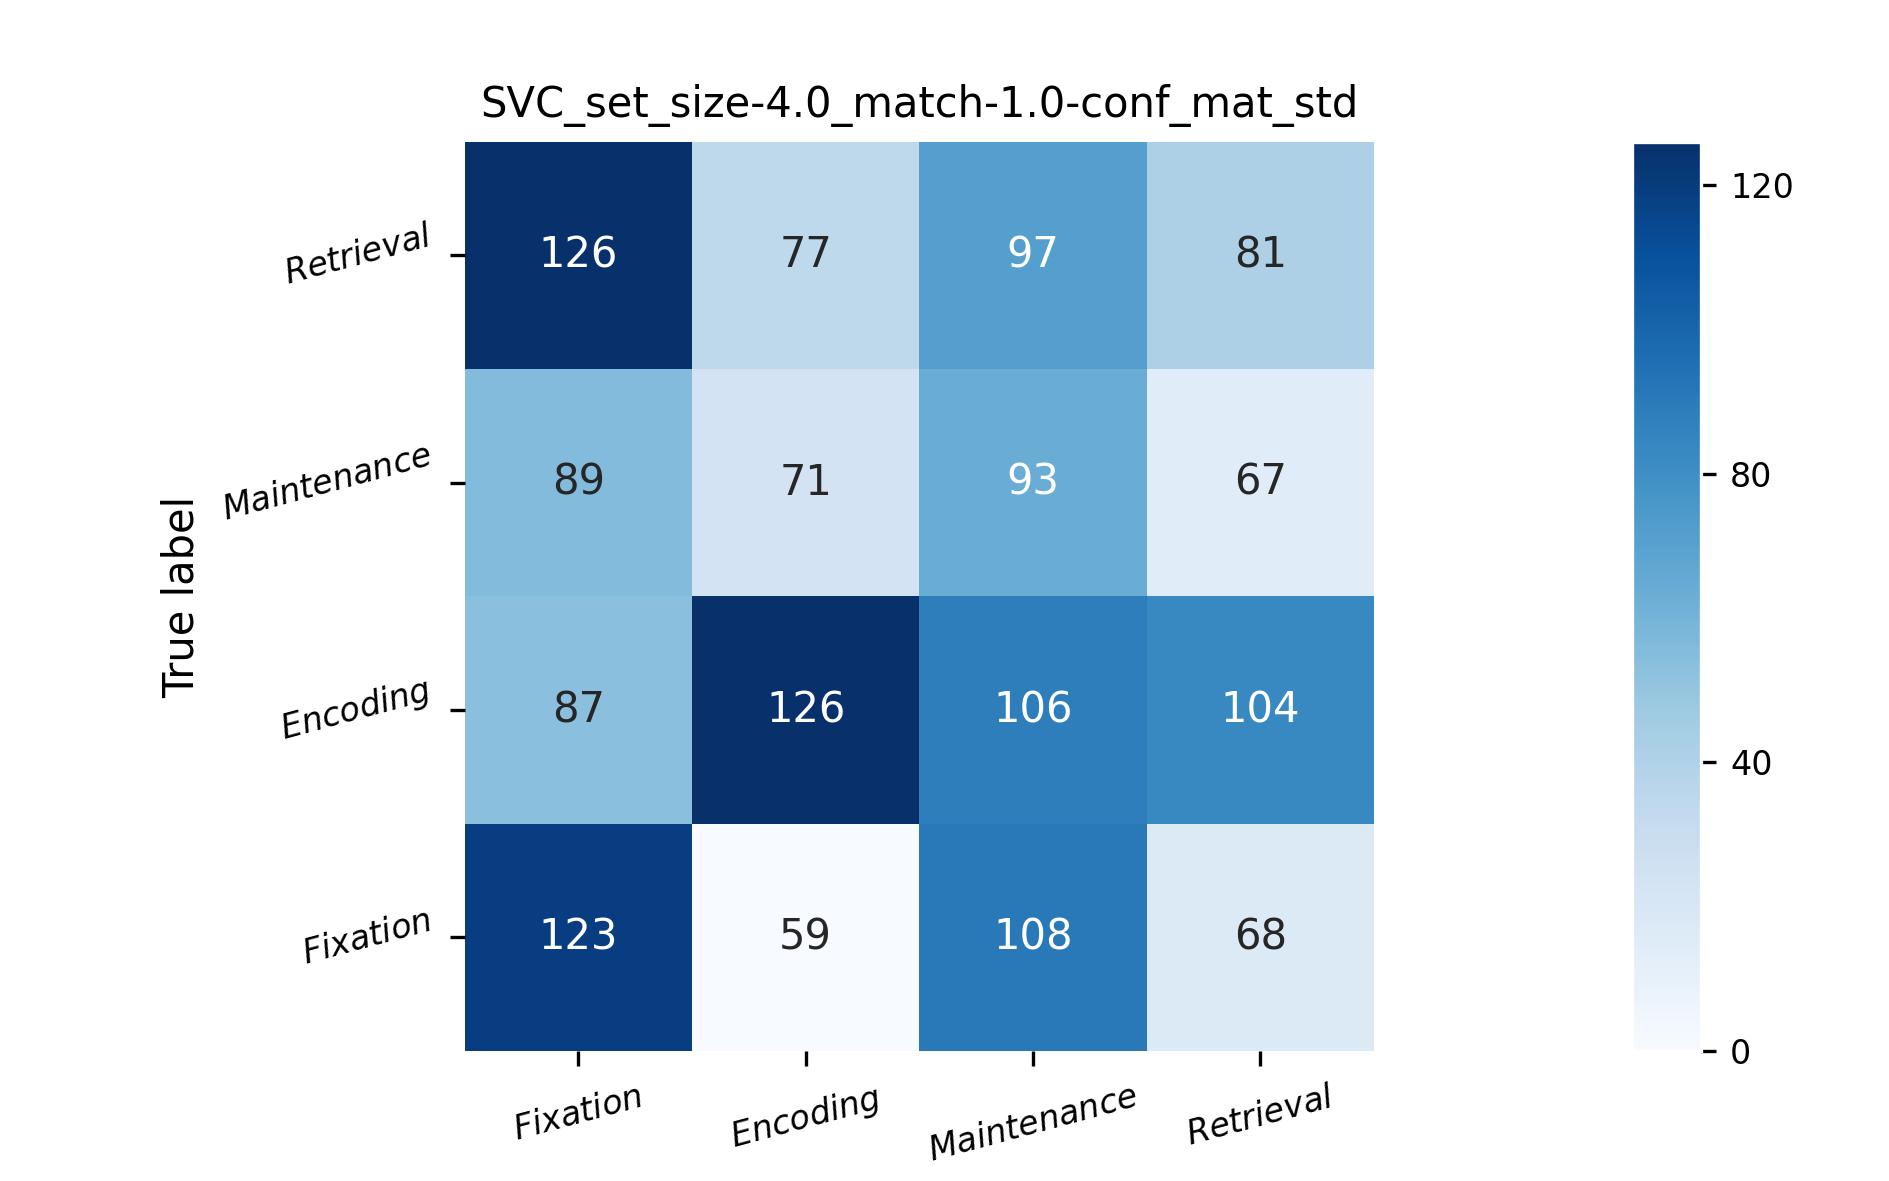 SVC_set_size-4.0_match-1.0-conf_mat_std
True label
Retrieval 126 77 97 81
Maintenance 89 71 93 67
Encoding 87 126 106 104
Fixation 123 59 108 68
Fixation Encoding Maintenance Retrieval
120
80
40
0